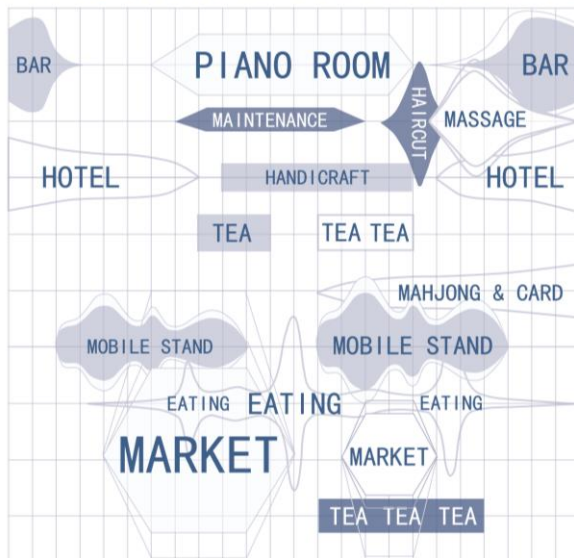 BAR
PIANO ROOM
BAR
MAINTENANCE
HAIRCUT
MASSAGE
HOTEL
HANDICRAFT
HOTEL
TEA
TEA TEA
MAHJONG & CARD
MOBILE STAND
MOBILE STAND
EATING
EATING
EATING
MARKET
MARKET
TEA TEA TEA